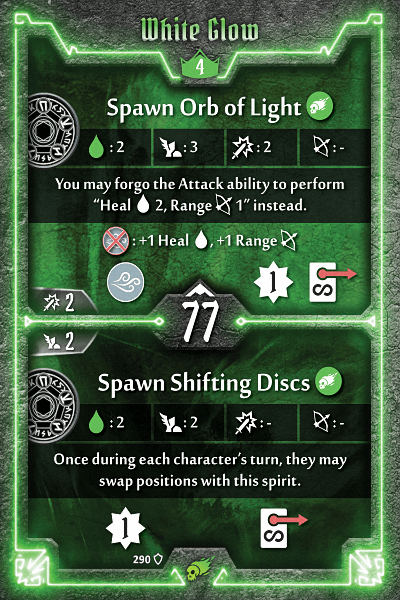 White Glow
4
Spawn Orb of Light
: 2 : 3 : 2 : -
You may forgo the Attack ability to perform
“Heal 2, Range 1” instead.
: +1 Heal , +1 Range
1 S
2
77
2
Spawn Shifting Discs
: 2 : 2 : - : -
Once during each character’s turn, they may
swap positions with this spirit.
1 S
290